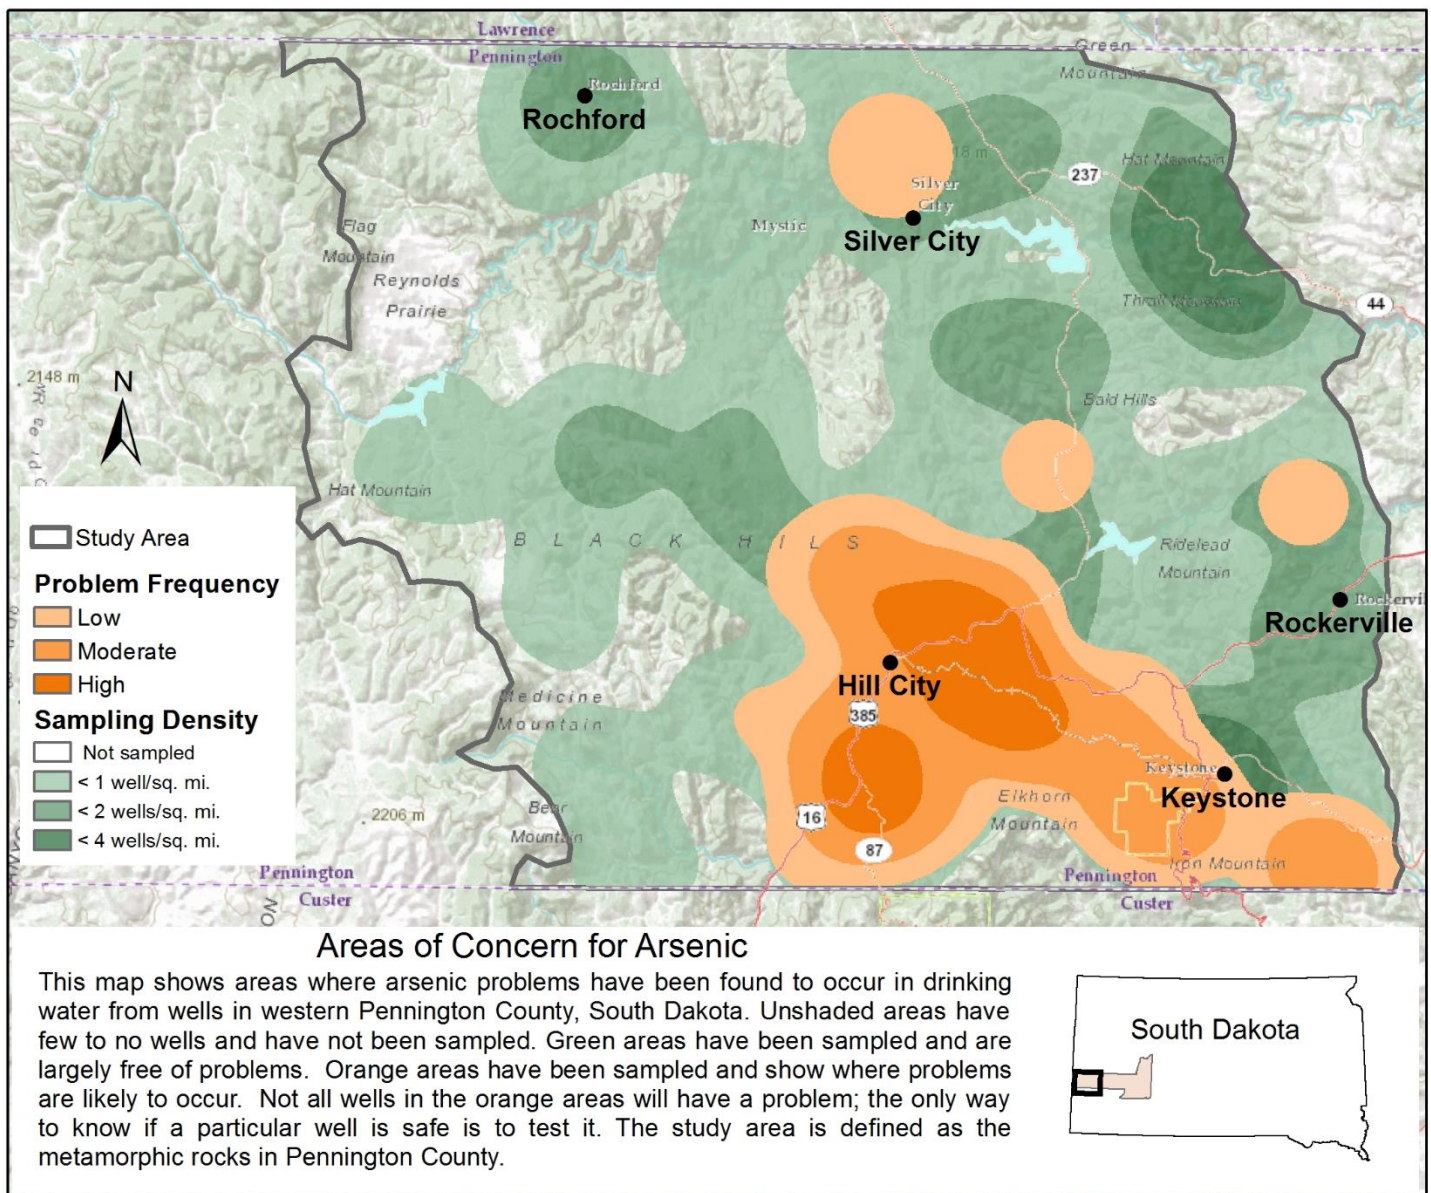 Lawrence
Pennington
Green
Mountain
Rochford
Rochford
Hat Mountain
237
Silver
City
Silver City
Mystic
Flag
Mountain
Reynolds
Prairie
Thrall Mountain
44
2148 m
N
Bald Hills
Hat Mountain
BLACK HILLS
Ridelead
Mountain
Rockerville
Hill City
385
Medicine
Mountain
Keystone
Keystone
Elkhorn
Mountain
16
87
2206 m
Bear
Mountain
Iron Mountain
Pennington
Custer
Pennington
Custer
Study Area
Problem Frequency
Low
Moderate
High
Sampling Density
Not sampled
< 1 well/sq. mi.
< 2 wells/sq. mi.
< 4 wells/sq. mi.
Areas of Concern for Arsenic
This map shows areas where arsenic problems have been found to occur in drinking
water from wells in western Pennington County, South Dakota. Unshaded areas have
few to no wells and have not been sampled. Green areas have been sampled and are
largely free of problems. Orange areas have been sampled and show where problems
are likely to occur. Not all wells in the orange areas will have a problem; the only way
to know if a particular well is safe is to test it. The study area is defined as the
metamorphic rocks in Pennington County.
South Dakota